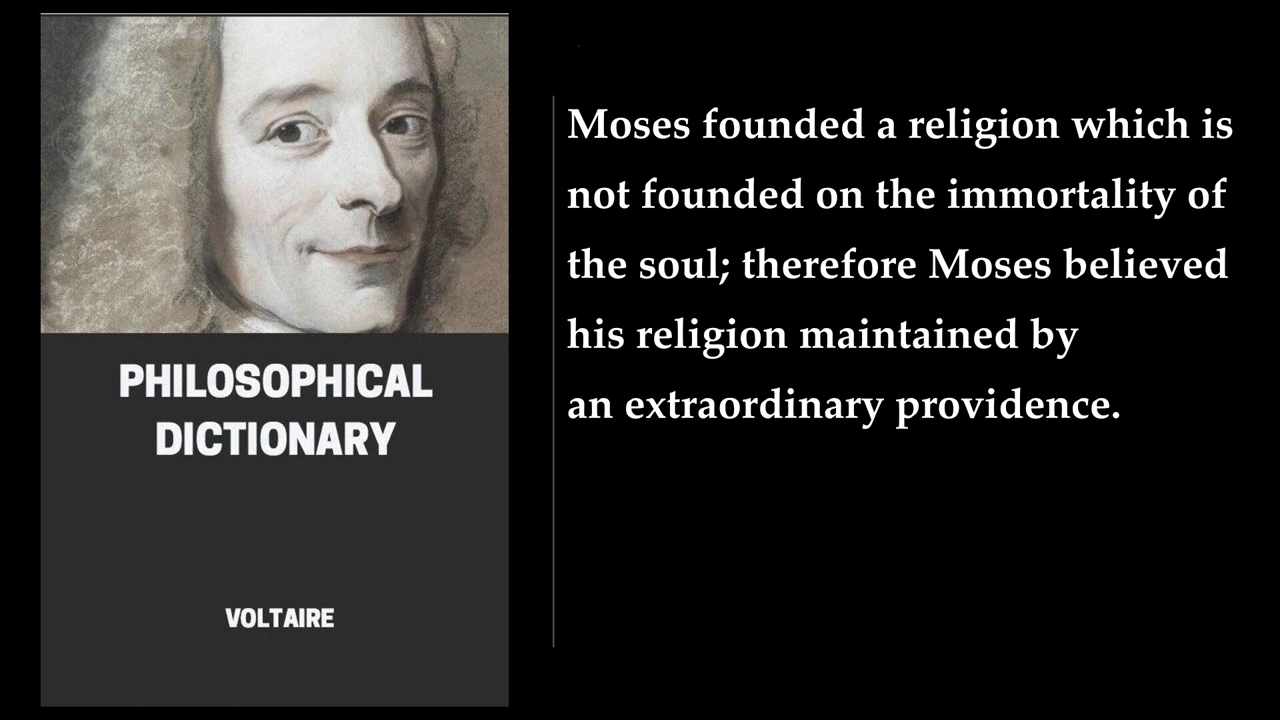 PHILOSOPHICAL
DICTIONARY
VOLTAIRE
Moses founded a religion which is
not founded on the immortality of
the soul; therefore Moses believed
his religion maintained by
an extraordinary providence.